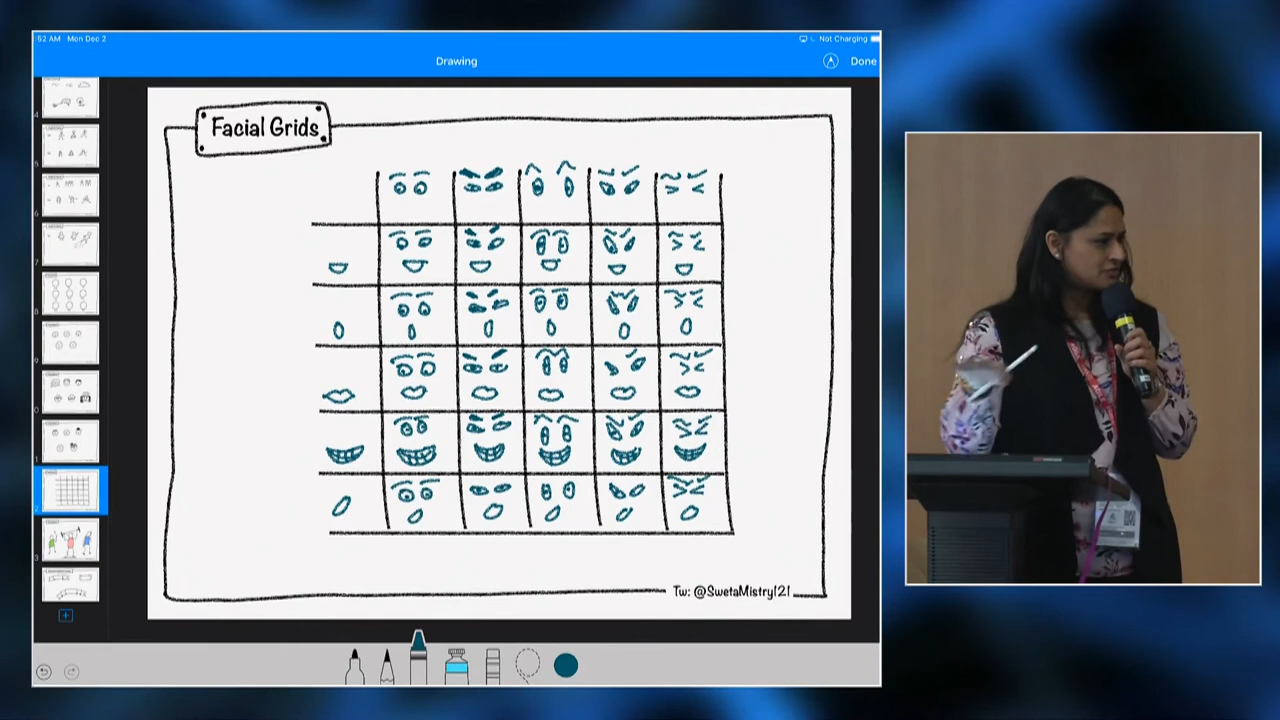 52 AM Mon Dec 2
Not Charging
Drawing
Done
Facial Grids
Tw: @SwetaMistry121